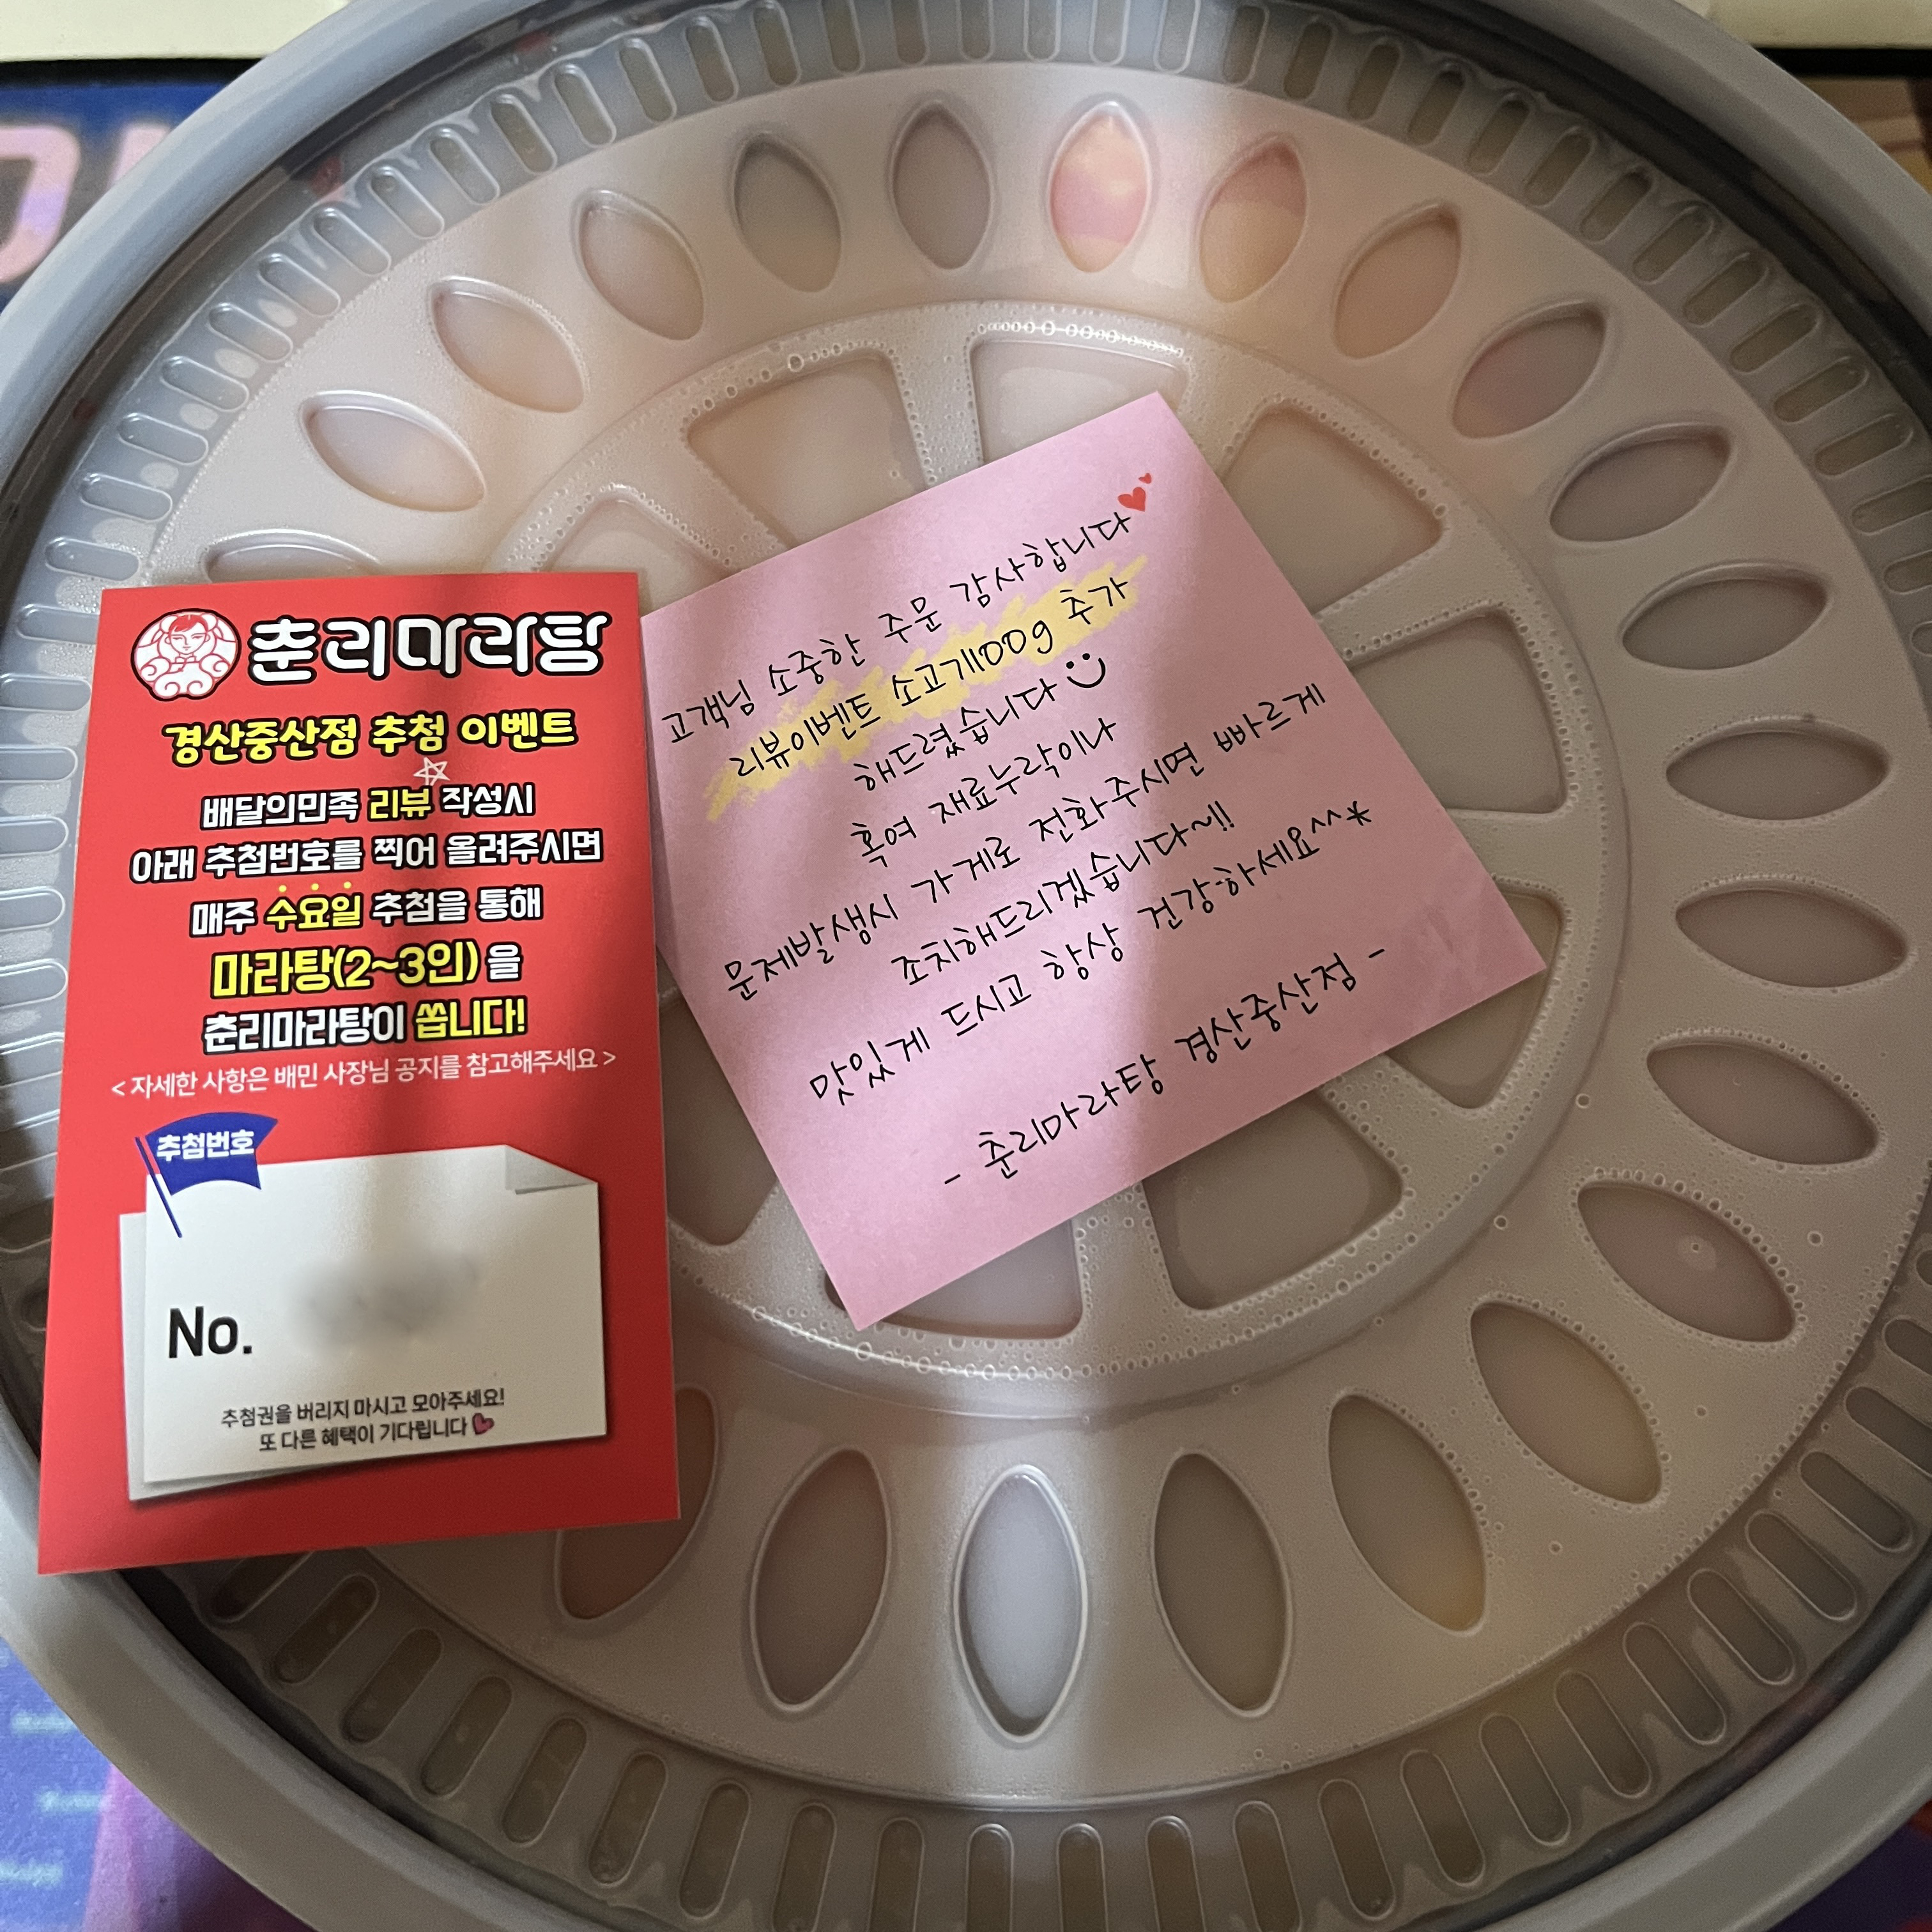 춘리마라탕
경산중산점 추첨 이벤트
배달의민족 리뷰 작성시
아래 추첨번호를 찍어 올려주시면
매주 수요일 추첨을 통해
마라탕(2~3인)을
춘리마라탕이 쏩니다!
< 자세한 사항은 배민 사장님 공지를 참고해주세요 >
추첨번호
No.
추첨권을 버리지 마시고 모아주세요!
또 다른 혜택이 기다립니다
고객님 소중한 주문 감사합니다
리뷰이벤트 소고기100g 추가
해드렸습니다
혹여 재료누락이나
문제발생시 가게로 전화주시면 빠르게
조치해드리겠습니다~!!
맛있게 드시고 항상 건강하세요^^*
- 춘리마라탕 경산중산점 -